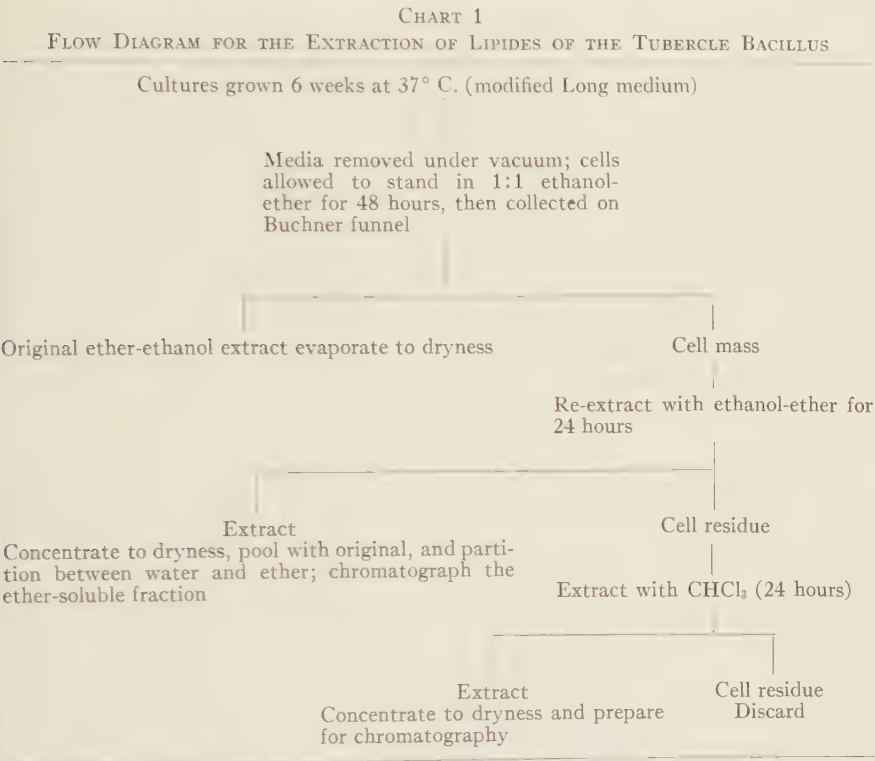 CHART 1
FLOW DIAGRAM FOR THE EXTRACTION OF LIPIDES OF THE TUBERCLE BACILLUS
Cultures grown 6 weeks at 37° C. (modified Long medium)
Media removed under vacuum; cells
allowed to stand in 1:1 ethanol-
ether for 48 hours, then collected on
Buchner funnel
Original ether-ethanol extract evaporate to dryness
Cell mass
Re-extract with ethanol-ether for
24 hours
Extract
Concentrate to dryness, pool with original, and parti-
tion between water and ether; chromatograph the
ether-soluble fraction
Cell residue
Extract with CHCl₃ (24 hours)
Extract
Concentrate to dryness and prepare
for chromatography
Cell residue
Discard